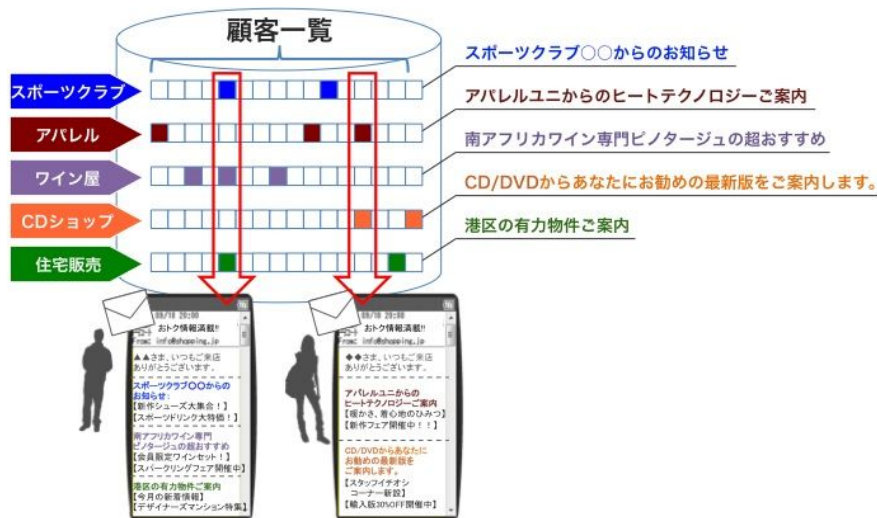 顧客一覧
スポーツクラブ
アパレル
ワイン屋
CDショップ
住宅販売
スポーツクラブ○○からのお知らせ
アパレルユニからのヒートテクノロジーご案内
南アフリカワイン専門ピノタージュの超おすすめ
CD/DVDからあなたにお勧めの最新版をご案内します。
港区の有力物件ご案内
09/18 20:00
おトク情報満載!!
From: info@shopping.jp
▲▲さま、いつもご来店
ありがとうございます。
スポーツクラブ○○からの
お知らせ:
【新作シューズ大集合!】
【スポーツドリンク大特価!】
南アフリカワイン専門
ピノタージュの超おすすめ
【会員限定ワインセット!】
【スパークリングフェア開催中】
港区の有力物件ご案内
【今月の新着情報】
【デザイナーズマンション特集】
09/18 20:00
おトク情報満載!!
From: info@shopping.jp
◆◆さま、いつもご来店
ありがとうございます。
アパレルユニからの
ヒートテクノロジーご案内
【暖かさ、着心地のひみつ】
【新作フェア開催中!!】
CD/DVDからあなたに
お勧めの最新版を
ご案内します。
【スタッフイチオシ
コーナー新設】
【輸入版30%OFF開催中】